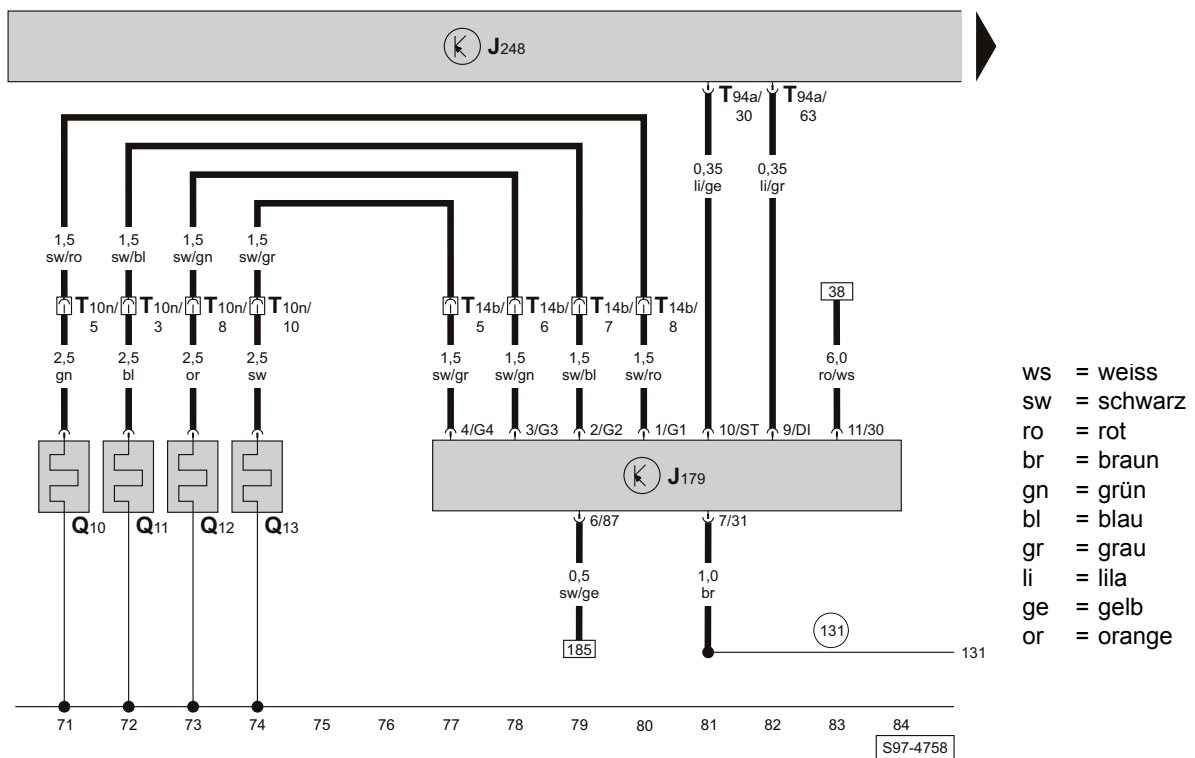 J248
T94a/ T94a/
30 63
0,35 0,35
li/ge li/gr
1,5 1,5 1,5 1,5
sw/ro sw/bl sw/gn sw/gr
38
T10n/ T10n/ T10n/ T10n/ T14b/ T14b/ T14b/ T14b/
5 3 8 10 5 6 7 8
2,5 2,5 2,5 2,5 1,5 1,5 1,5 1,5 6,0
gn bl or sw sw/gr sw/gn sw/bl sw/ro ro/ws
4/G4 3/G3 2/G2 1/G1 10/ST 9/DI 11/30
J179
Q10 Q11 Q12 Q13
6/87 7/31
0,5 1,0
sw/ge br
185
131
131
71 72 73 74 75 76 77 78 79 80 81 82 83 84
S97-4758
ws = weiss
sw = schwarz
ro = rot
br = braun
gn = grün
bl = blau
gr = grau
li = lila
ge = gelb
or = orange